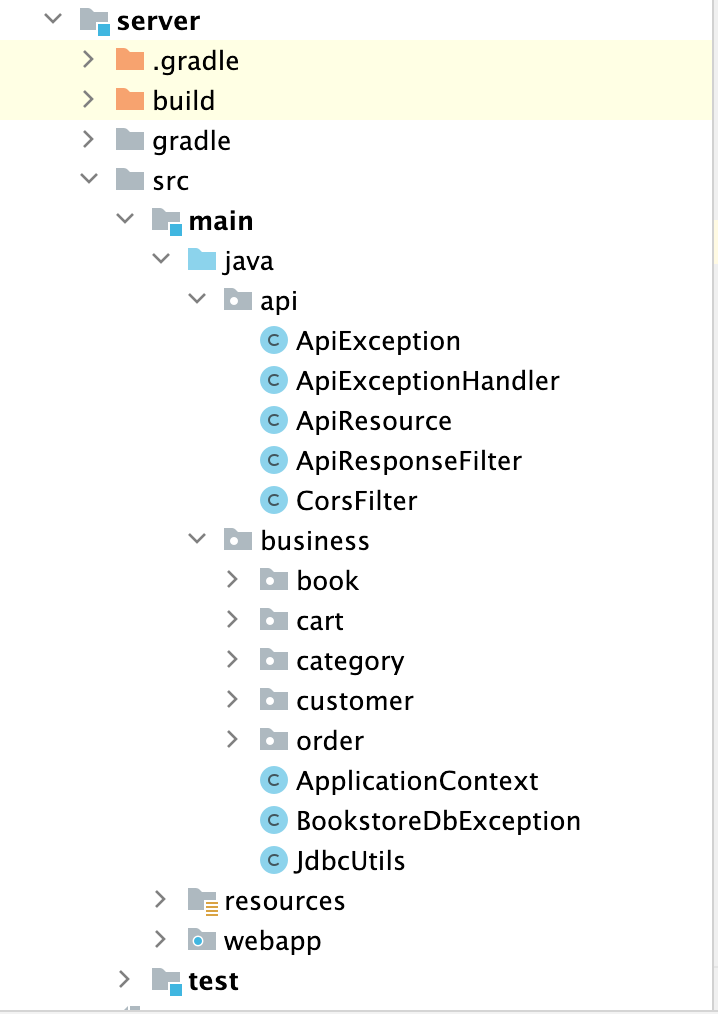 server
.gradle
build
gradle
src
main
java
api
C ApiException
C ApiExceptionHandler
C ApiResource
C ApiResponseFilter
C CorsFilter
business
book
cart
category
customer
order
C ApplicationContext
C BookstoreDbException
C JdbcUtils
resources
webapp
test